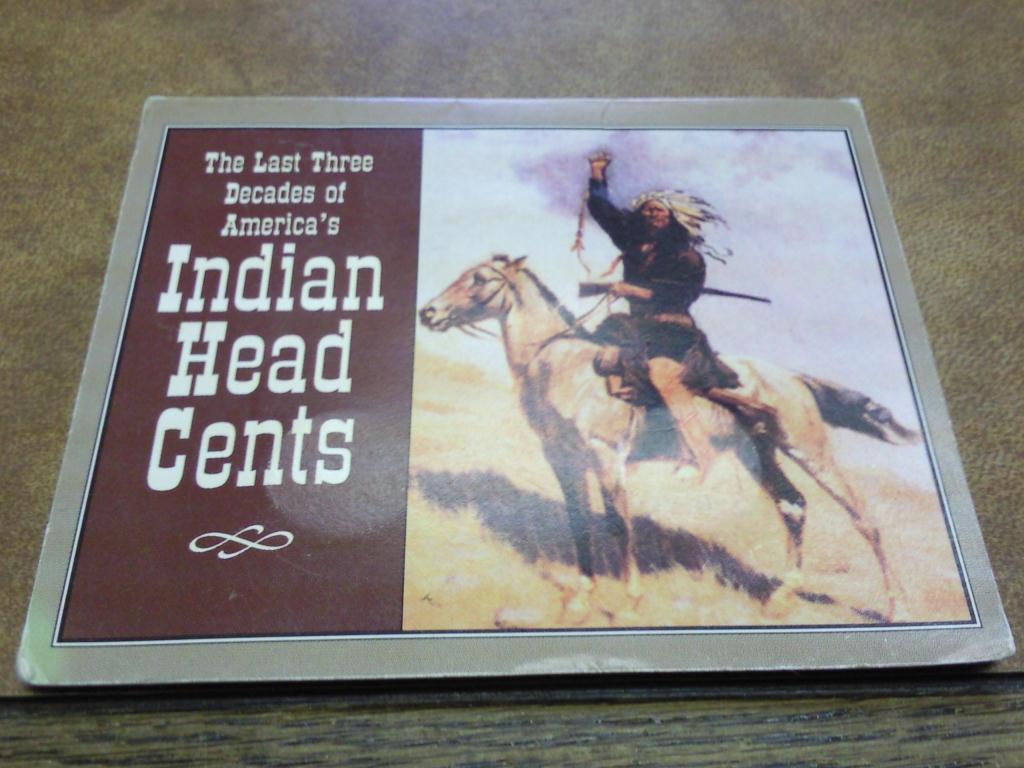 The Last Three
Decades of
America's
Indian
Head
Cents